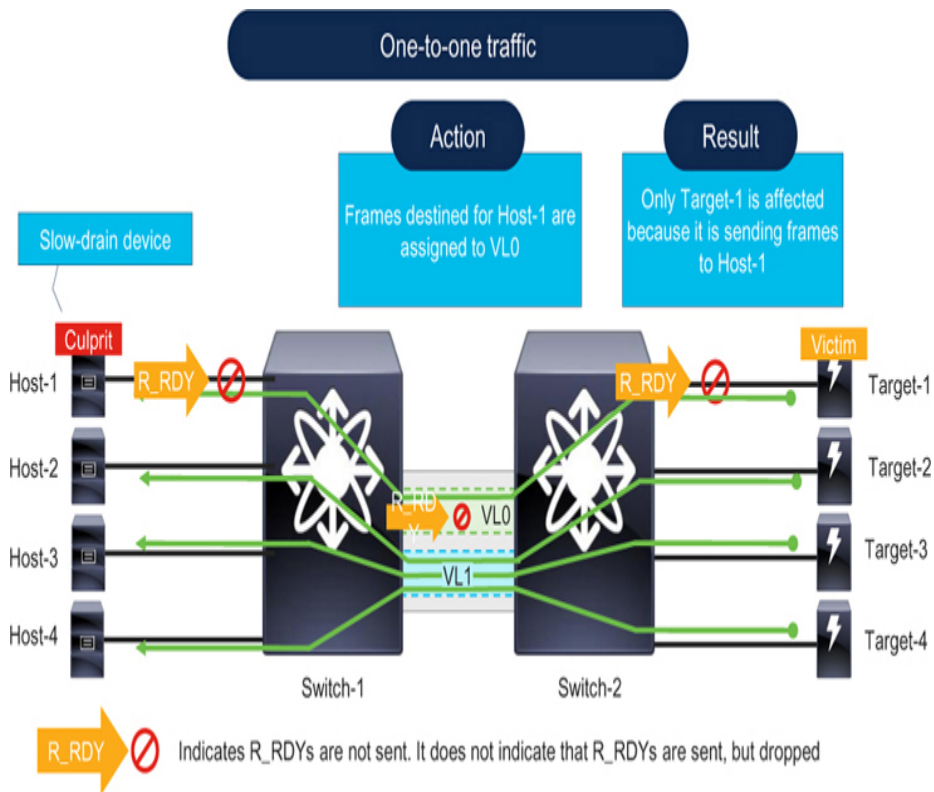 One-to-one traffic
Action
Result
Frames destined for Host-1 are
assigned to VL0
Only Target-1 is affected
because it is sending frames
to Host-1
Slow-drain device
Culprit
Victim
Host-1
R_RDY
R_RDY
Target-1
Host-2
Target-2
R_RD
Y
VL0
Host-3
Target-3
VL1
Host-4
Target-4
Switch-1
Switch-2
R_RDY
Indicates R_RDYs are not sent. It does not indicate that R_RDYs are sent, but dropped